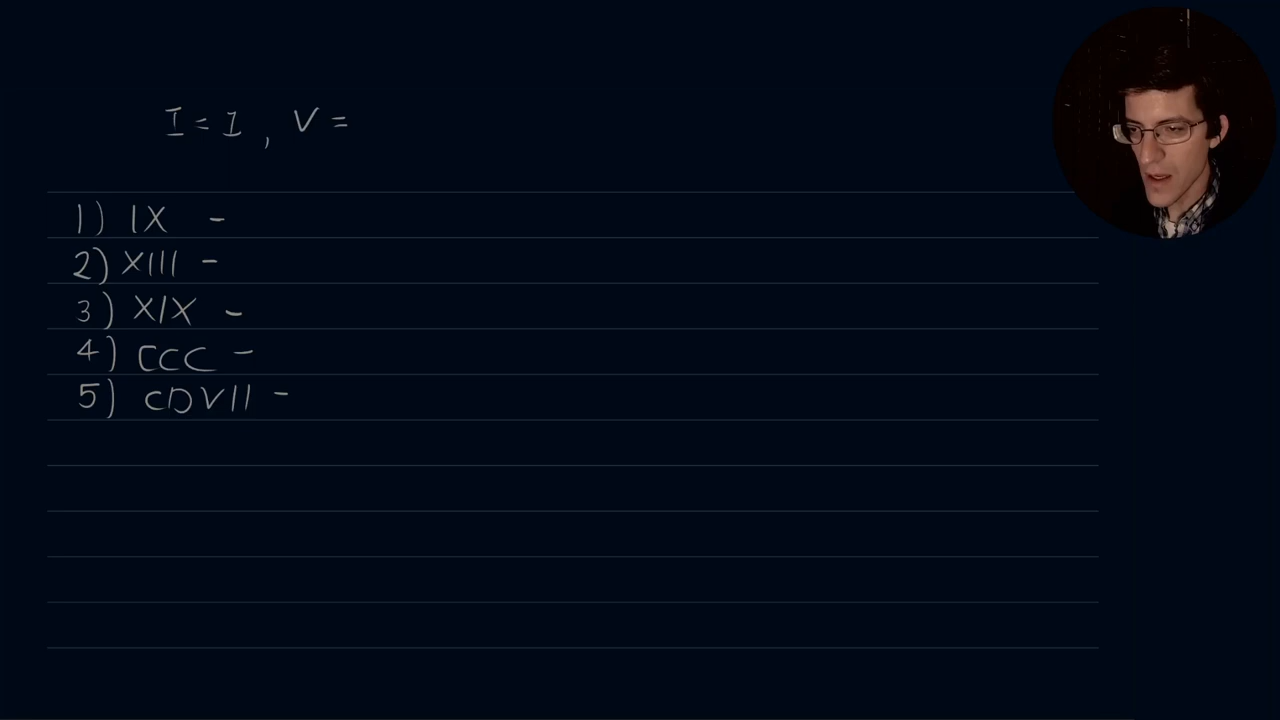 I = 1 , V =
1) IX -
2) XIII -
3) XIX -
4) CCC -
5) CDVII -